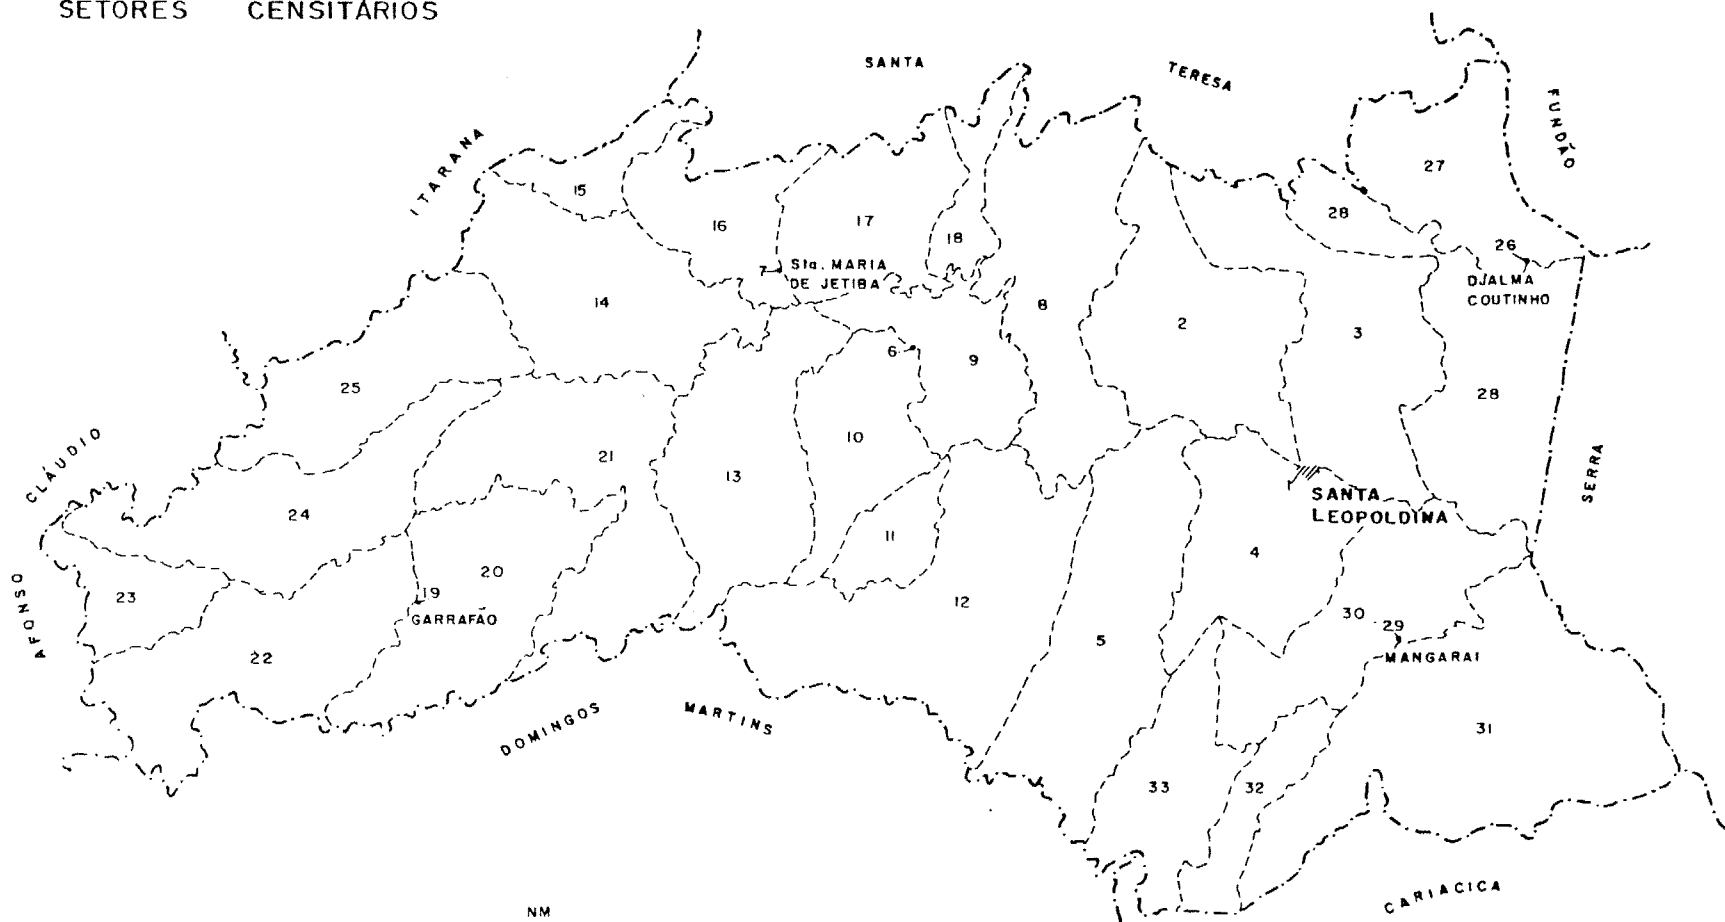 SETORES CENSITÁRIOS
SANTA TERESA
FUNDÃO
ITARANA
27
15
28
16
17
18
26
7
Sta. MARIA
DE JETIBA
DJALMA
COUTINHO
14
8
2
3
6
9
25
28
CLÁUDIO
10
21
13
SERRA
SANTA
LEOPOLDINA
24
11
4
20
AFONSO
23
19
GARRAFÃO
12
30
29
5
MANGARAI
22
DOMINGOS MARTINS
31
33
32
CARIACICA
NM